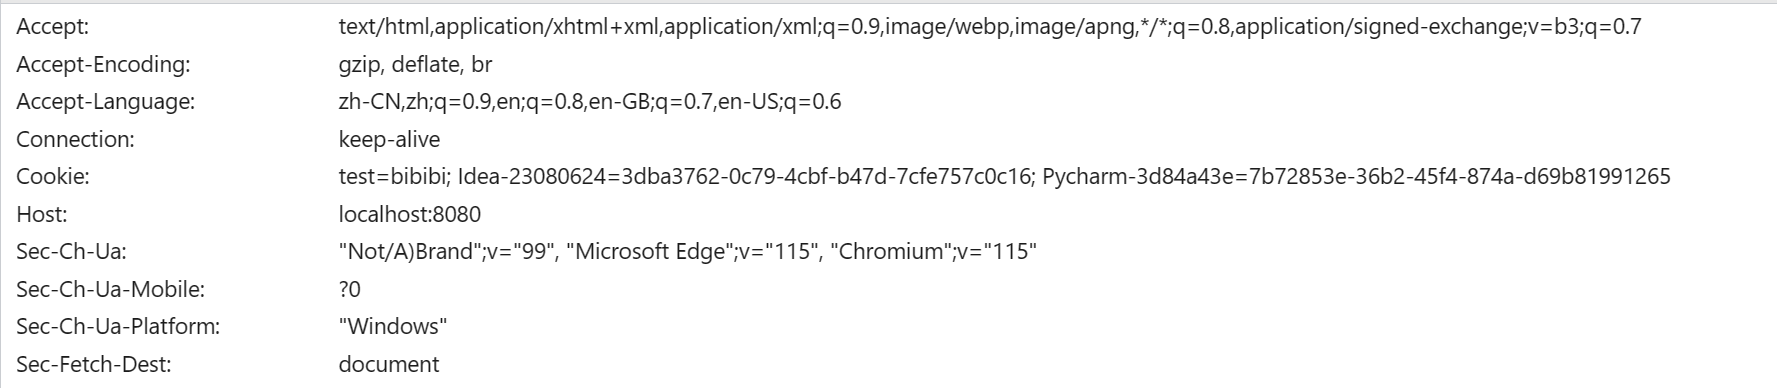 Accept: text/html,application/xhtml+xml,application/xml;q=0.9,image/webp,image/apng,*/*;q=0.8,application/signed-exchange;v=b3;q=0.7
Accept-Encoding: gzip, deflate, br
Accept-Language: zh-CN,zh;q=0.9,en;q=0.8,en-GB;q=0.7,en-US;q=0.6
Connection: keep-alive
Cookie: test=bibibi; Idea-23080624=3dba3762-0c79-4cbf-b47d-7cfe757c0c16; Pycharm-3d84a43e=7b72853e-36b2-45f4-874a-d69b81991265
Host: localhost:8080
Sec-Ch-Ua: "Not/A)Brand";v="99", "Microsoft Edge";v="115", "Chromium";v="115"
Sec-Ch-Ua-Mobile: ?0
Sec-Ch-Ua-Platform: "Windows"
Sec-Fetch-Dest: document